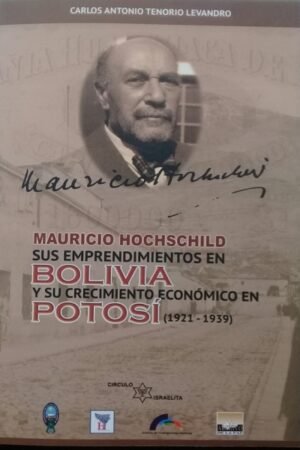 CARLOS ANTONIO TENORIO LEVANDRO
Mauricio Hochschild
MAURICIO HOCHSCHILD
SUS EMPRENDIMIENTOS EN
BOLIVIA
Y SU CRECIMIENTO ECONÓMICO EN
POTOSÍ (1921 - 1939)
CIRCULO ISRAELITA